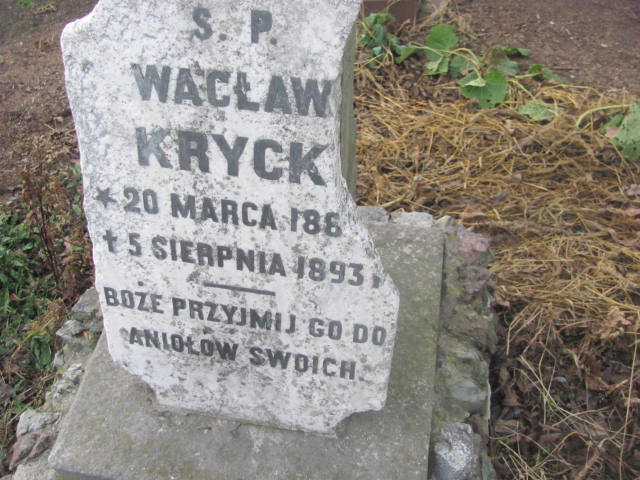 S. P.
WACŁAW
KRYCK
* 20 MARCA 188
† 5 SIERPNIA 1893 r
BOŻE PRZYJMIJ GO DO
ANIOŁÓW SWOICH.